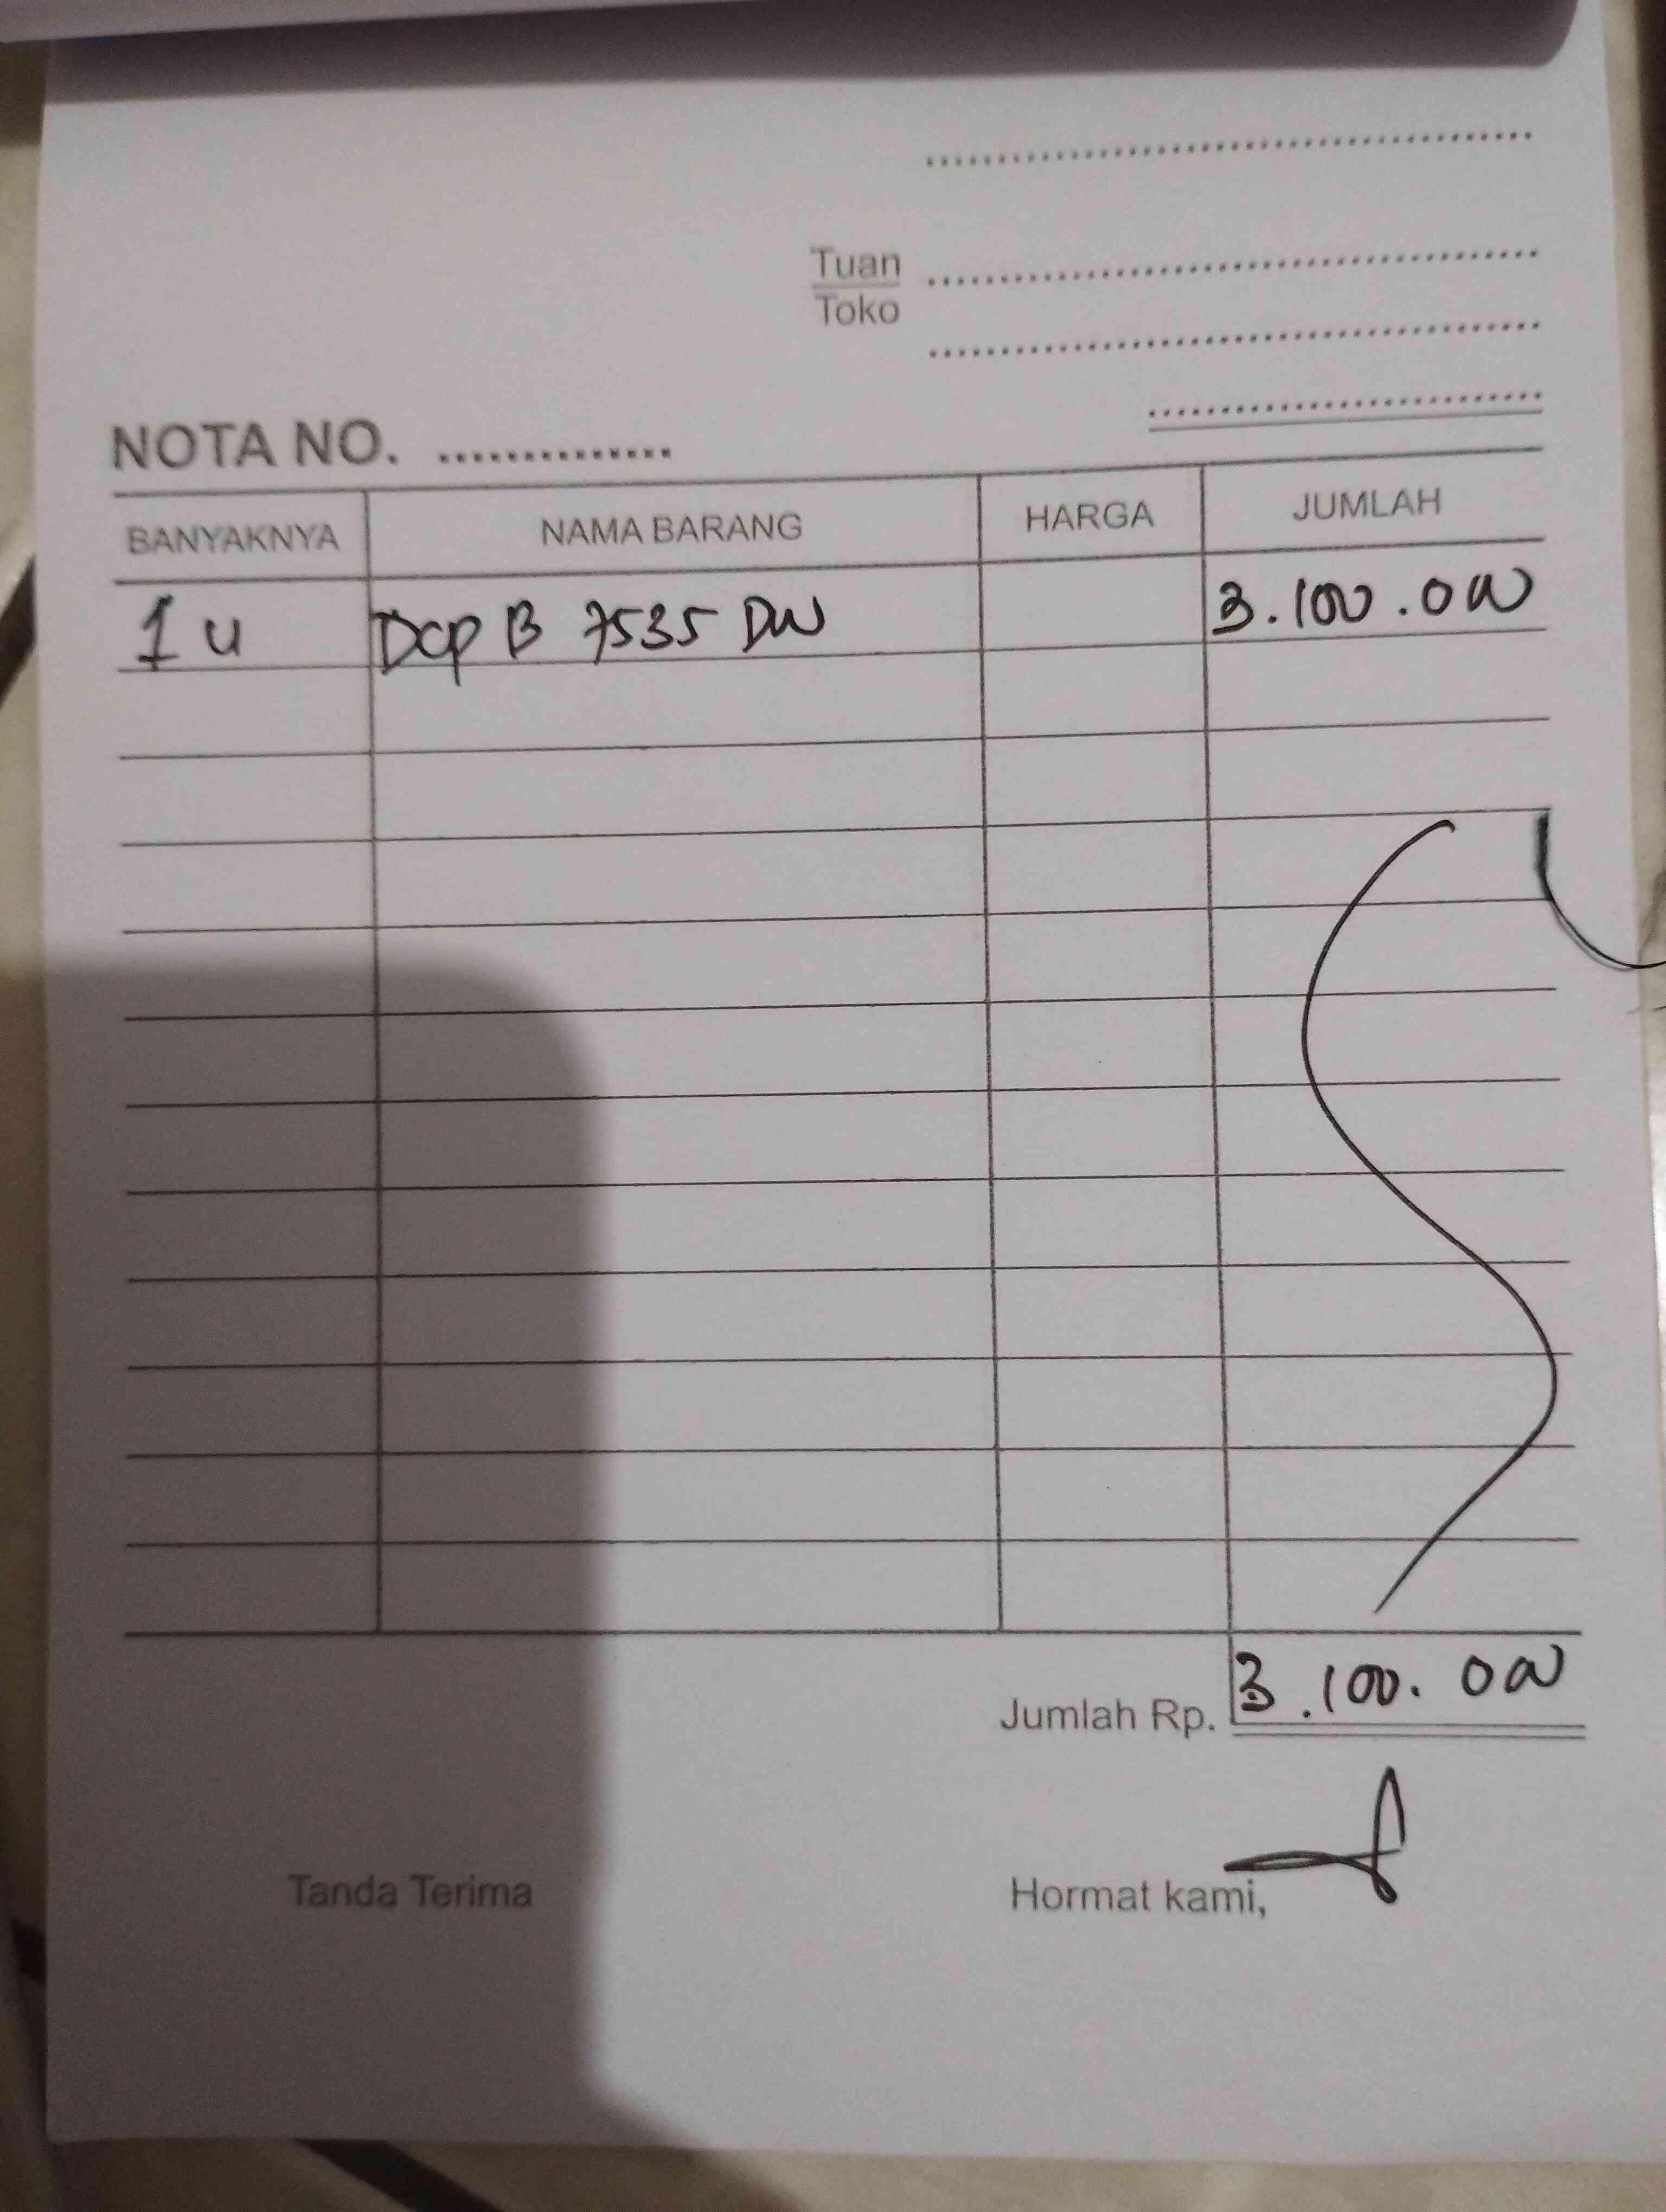 Tuan
Toko
NOTA NO. ..............
BANYAKNYA NAMA BARANG HARGA JUMLAH
1 u DCP B 7535 DW 3.100.000
Jumlah Rp. 3.100.000
Tanda Terima Hormat kami,